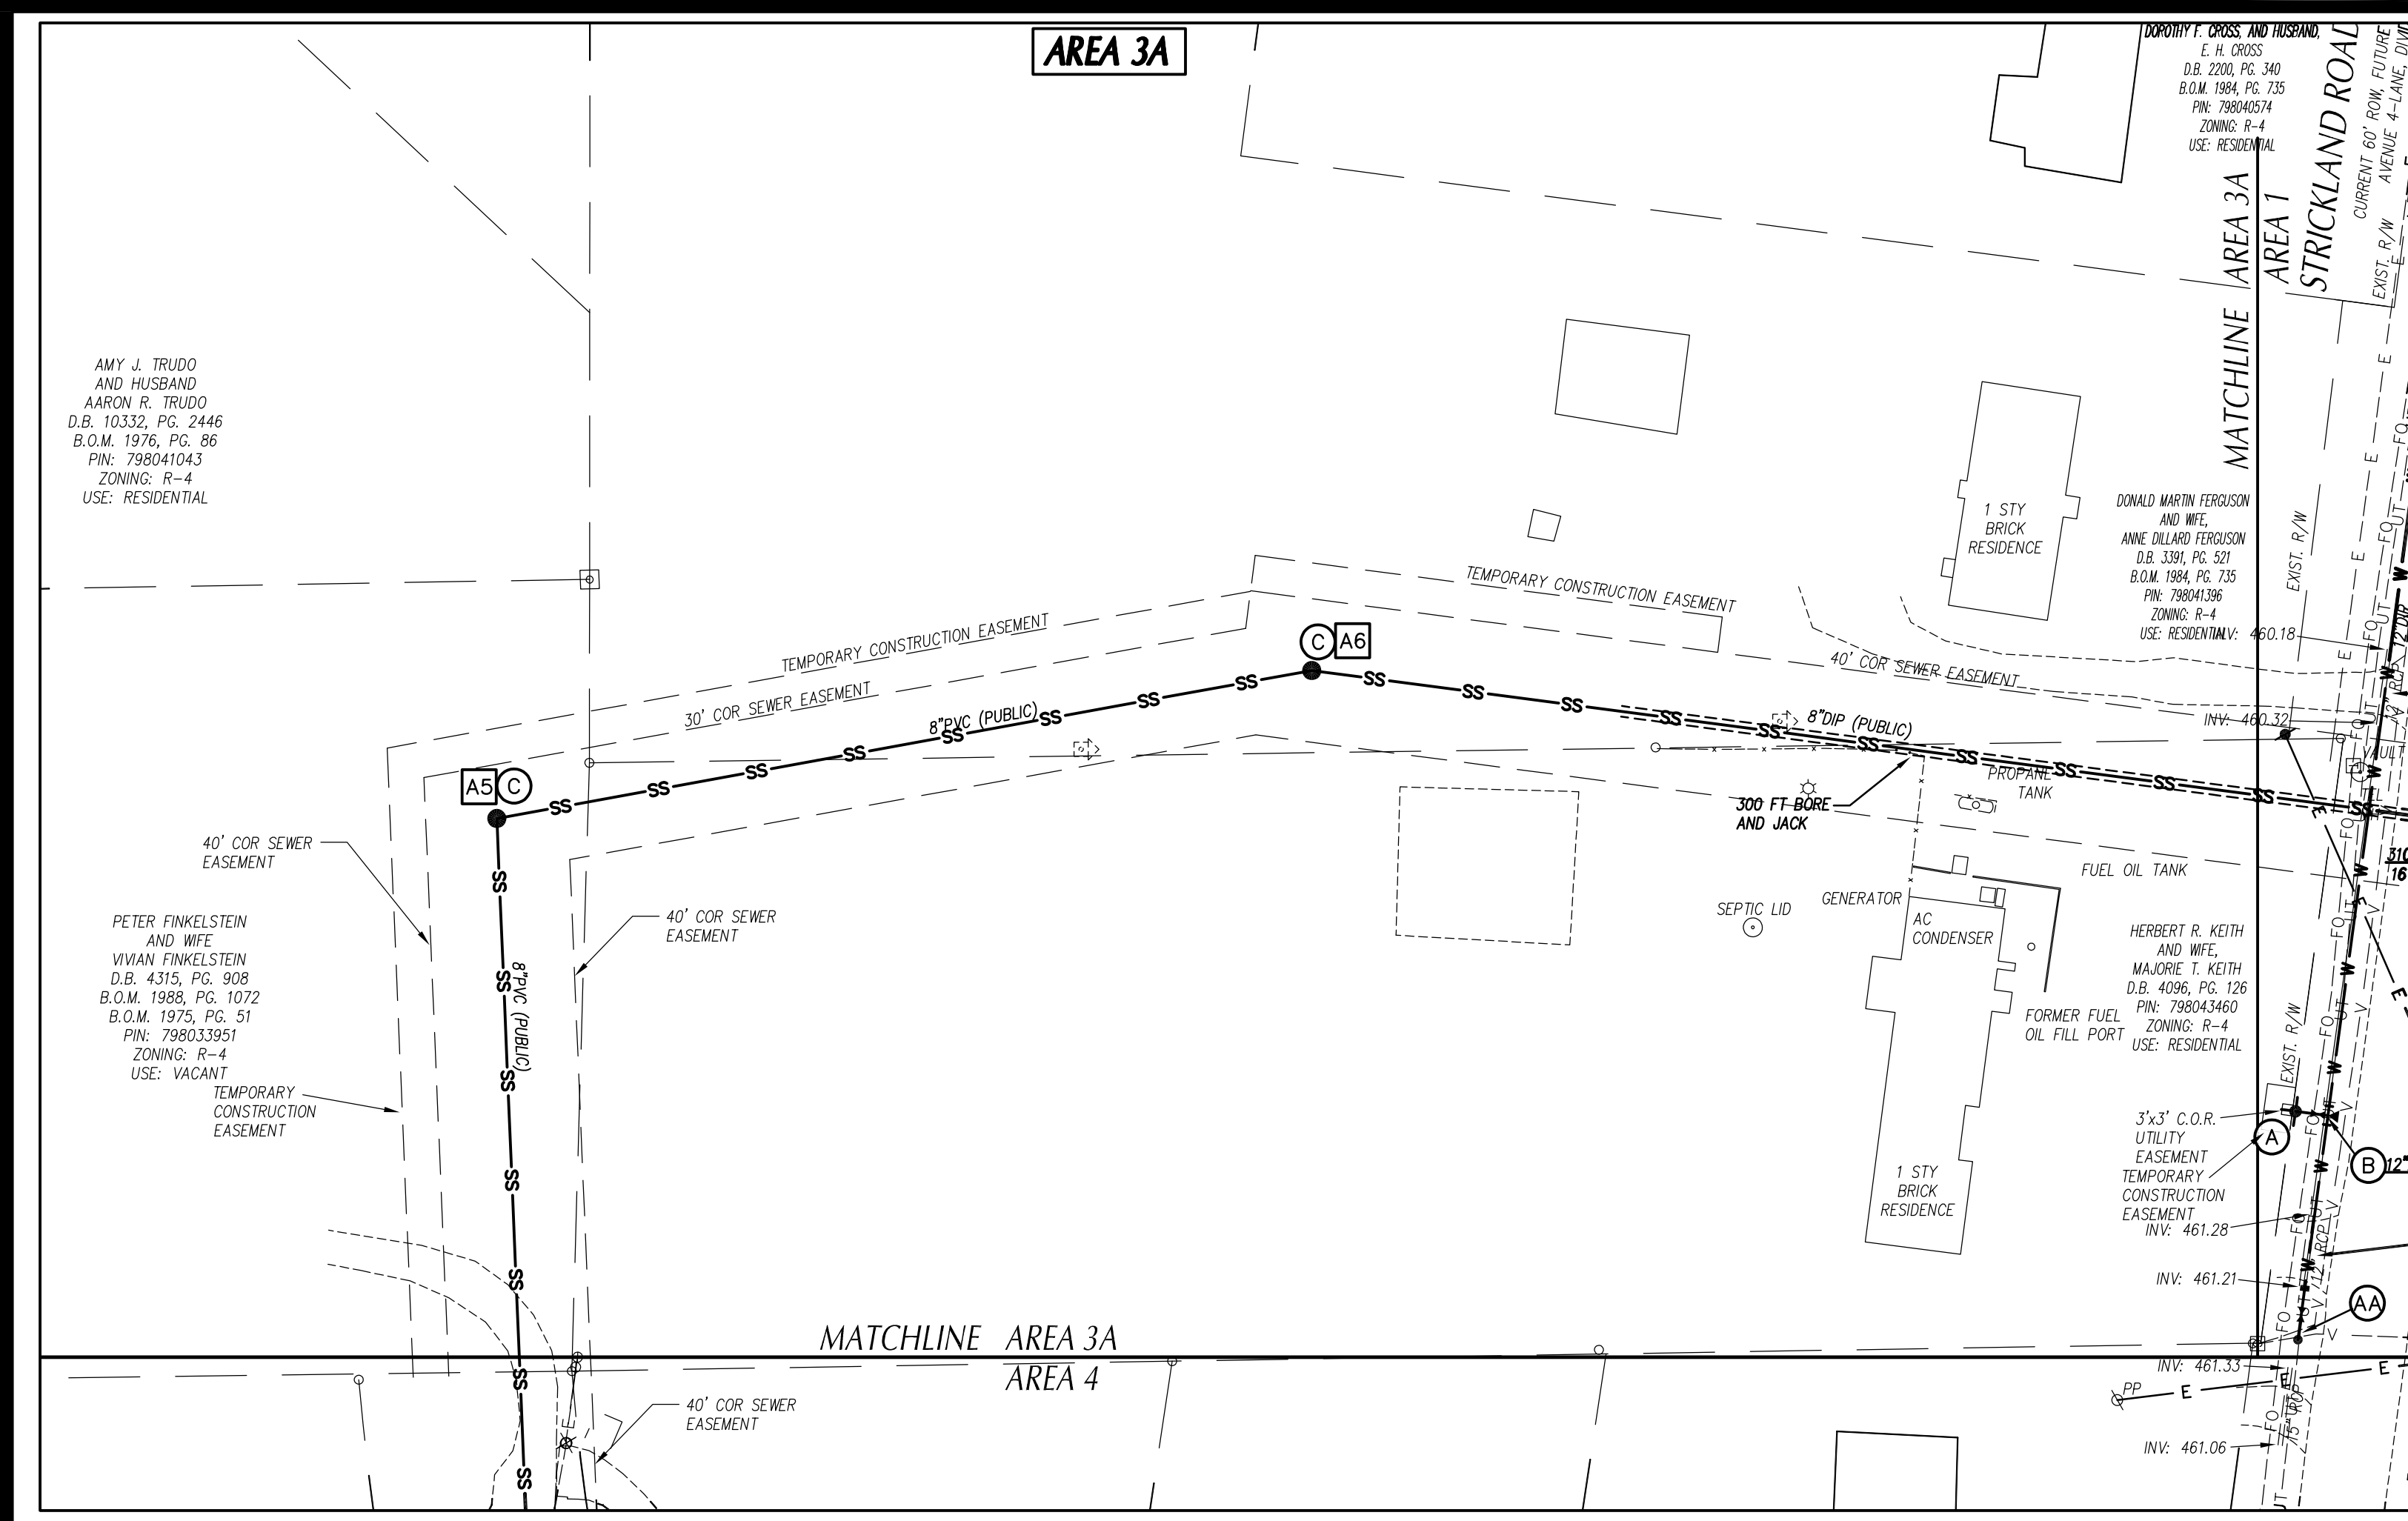 AREA 3A
DOROTHY F. CROSS, AND HUSBAND,
E. H. CROSS
D.B. 2200, PG. 340
B.O.M. 1984, PG. 735
PIN: 798040574
ZONING: R-4
USE: RESIDENTIAL
STRICKLAND ROAD
CURRENT 60' ROW, FUTURE
AVENUE 4-LANE,
EXIST. R/W
MATCHLINE AREA 3A
AREA 1
AMY J. TRUDO
AND HUSBAND
AARON R. TRUDO
D.B. 10332, PG. 2446
B.O.M. 1976, PG. 86
PIN: 798041043
ZONING: R-4
USE: RESIDENTIAL
1 STY
BRICK
RESIDENCE
DONALD MARTIN FERGUSON
AND WIFE,
ANNE DILLARD FERGUSON
D.B. 3391, PG. 521
B.O.M. 1984, PG. 735
PIN: 798041396
ZONING: R-4
USE: RESIDENTIAL
INV: 460.18
EXIST. R/W
TEMPORARY CONSTRUCTION EASEMENT
TEMPORARY CONSTRUCTION EASEMENT
C A6
40' COR SEWER EASEMENT
30' COR SEWER EASEMENT
8"PVC (PUBLIC)
8"DIP (PUBLIC)
INV: 460.32
VAULT
A5 C
PROPANE
TANK
300 FT BORE
AND JACK
40' COR SEWER
EASEMENT
FUEL OIL TANK
GENERATOR
SEPTIC LID
AC
CONDENSER
40' COR SEWER
EASEMENT
PETER FINKELSTEIN
AND WIFE
VIVIAN FINKELSTEIN
D.B. 4315, PG. 908
B.O.M. 1988, PG. 1072
B.O.M. 1975, PG. 51
PIN: 798033951
ZONING: R-4
USE: VACANT
8"PVC (PUBLIC)
HERBERT R. KEITH
AND WIFE,
MAJORIE T. KEITH
D.B. 4096, PG. 126
PIN: 798043460
ZONING: R-4
USE: RESIDENTIAL
FORMER FUEL
OIL FILL PORT
EXIST. R/W
TEMPORARY
CONSTRUCTION
EASEMENT
3'x3' C.O.R.
UTILITY
EASEMENT
A
B
12"
TEMPORARY
CONSTRUCTION
EASEMENT
1 STY
BRICK
RESIDENCE
INV: 461.28
12" RCP
INV: 461.21
AA
MATCHLINE AREA 3A
AREA 4
INV: 461.33
PP
15" RCP
40' COR SEWER
EASEMENT
INV: 461.06
SS
W
E
FO
UT
V